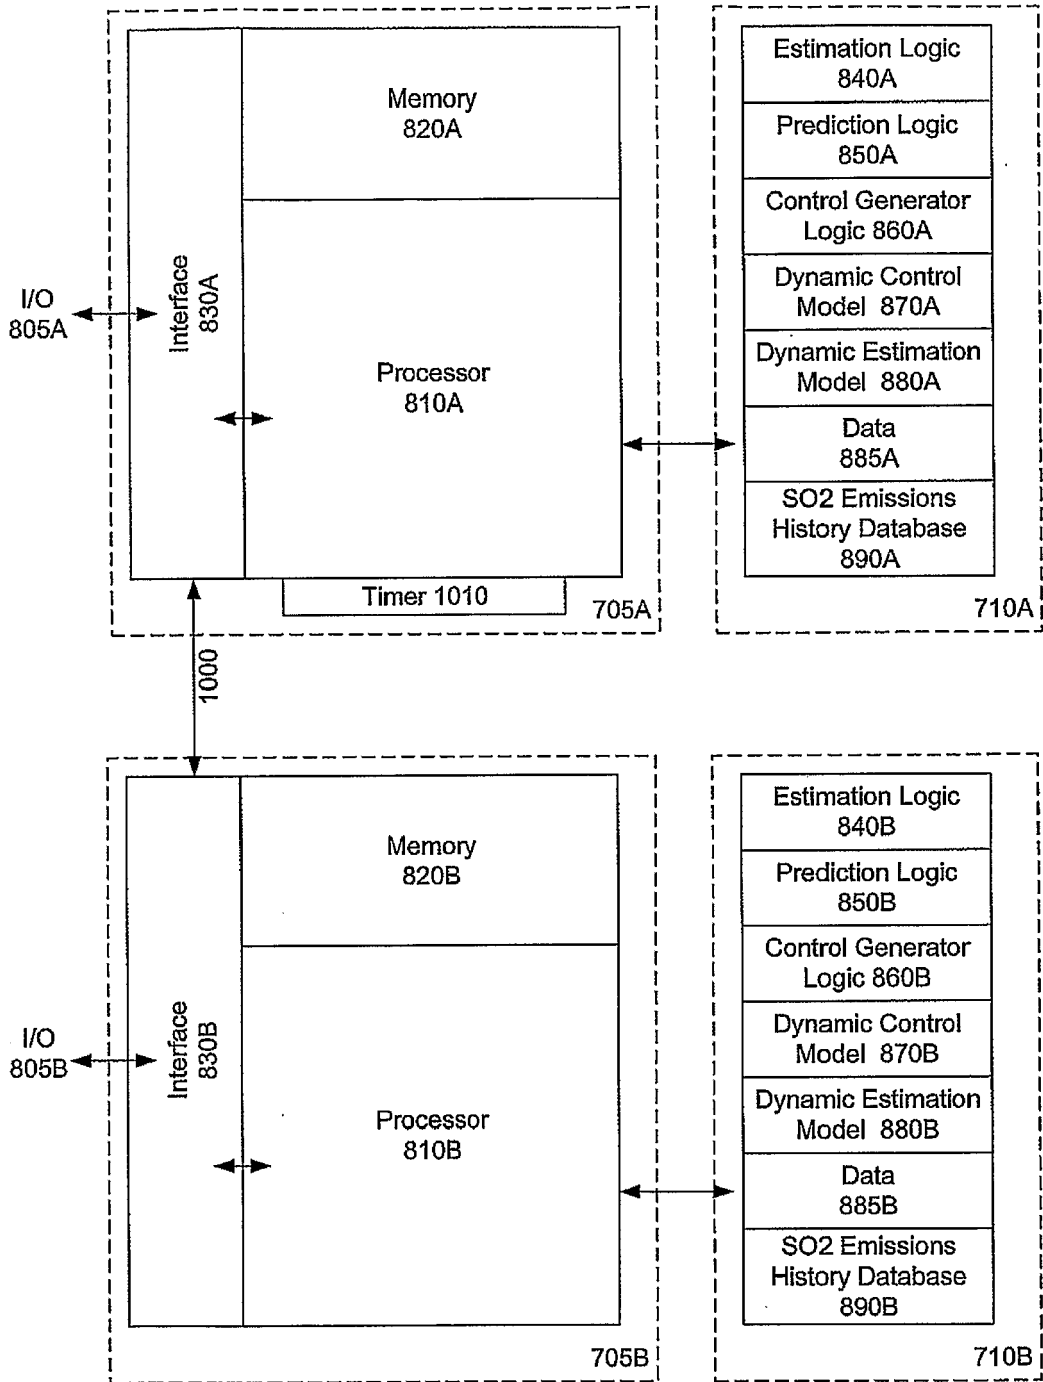 Memory
820A
Interface
830A
I/O
805A
Processor
810A
Timer 1010
705A
Estimation Logic
840A
Prediction Logic
850A
Control Generator
Logic 860A
Dynamic Control
Model 870A
Dynamic Estimation
Model 880A
Data
885A
SO2 Emissions
History Database
890A
710A
1000
Memory
820B
Interface
830B
I/O
805B
Processor
810B
705B
Estimation Logic
840B
Prediction Logic
850B
Control Generator
Logic 860B
Dynamic Control
Model 870B
Dynamic Estimation
Model 880B
Data
885B
SO2 Emissions
History Database
890B
710B